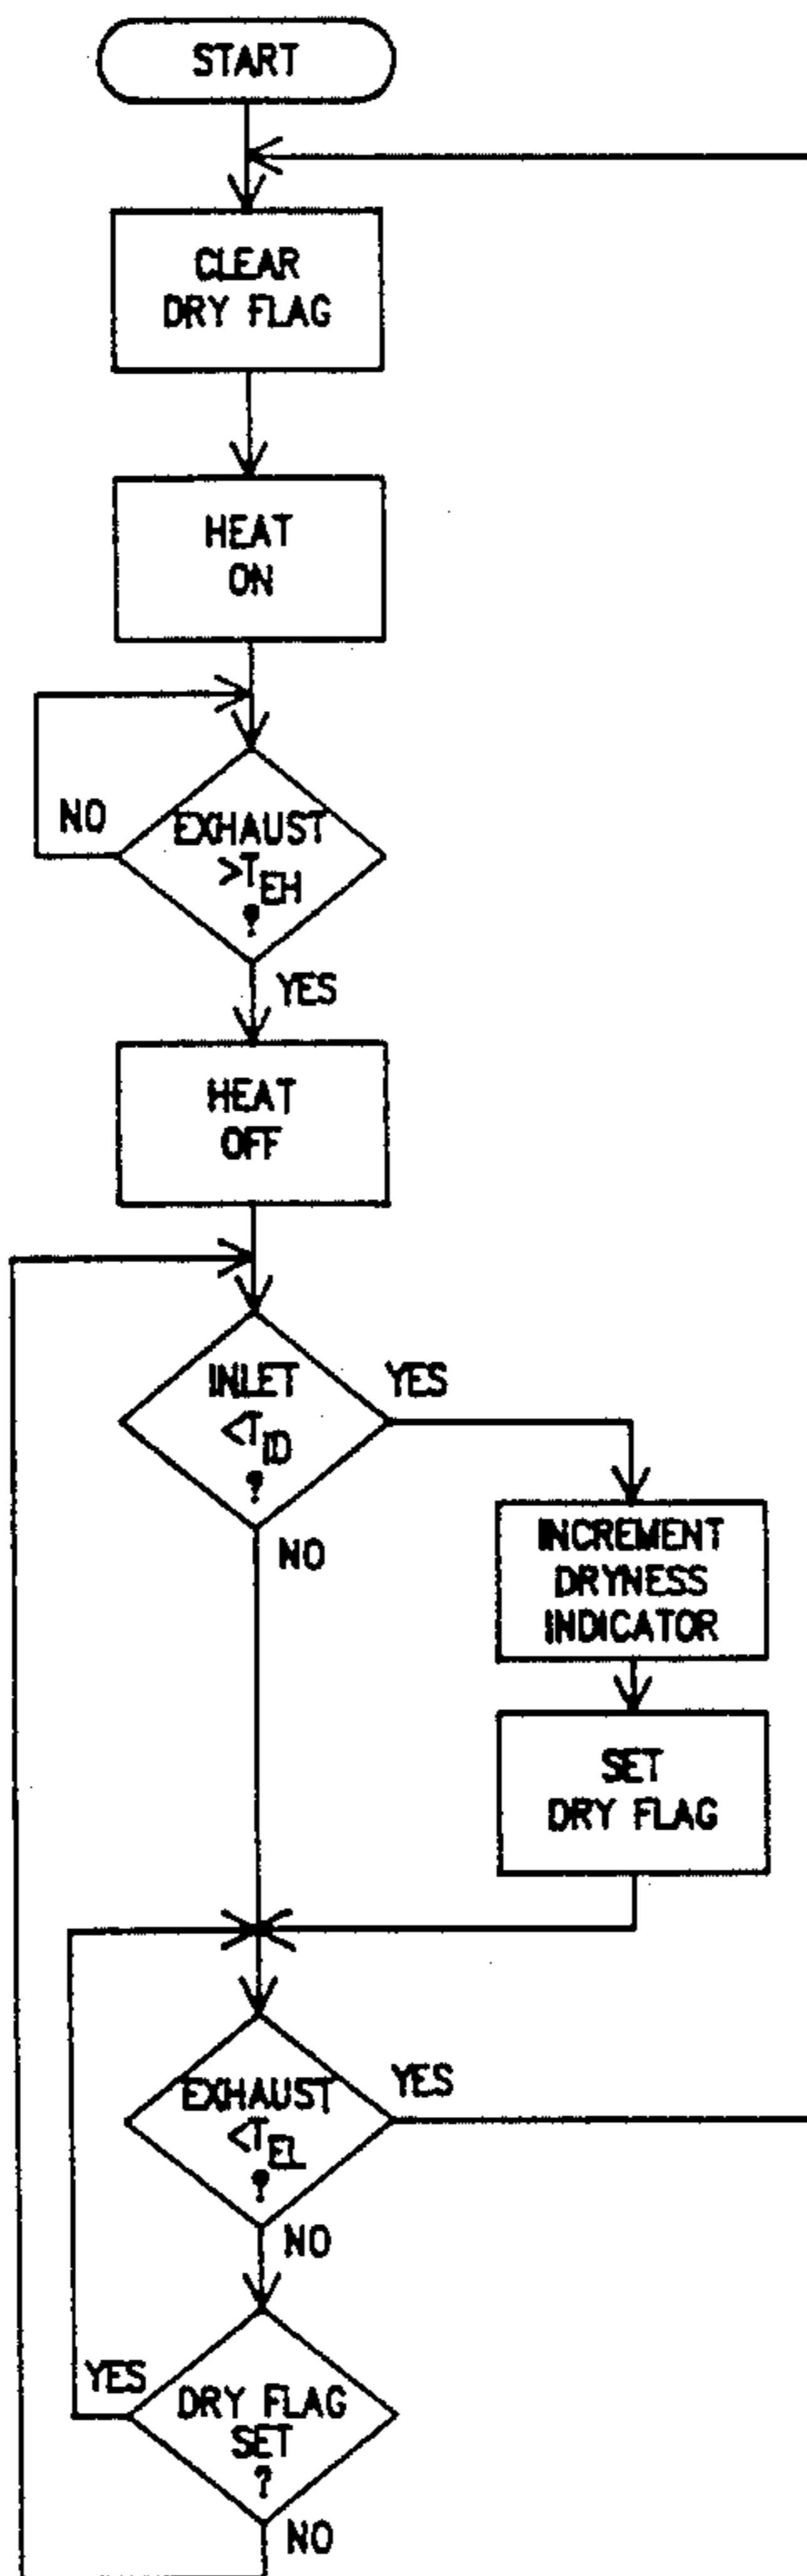 START
CLEAR
DRY FLAG
HEAT
ON
NO
EXHAUST
>T_EH
?
YES
HEAT
OFF
INLET
<T_ID
?
YES
NO
INCREMENT
DRYNESS
INDICATOR
SET
DRY FLAG
EXHAUST
<T_EL
?
YES
NO
YES
DRY FLAG
SET
?
NO